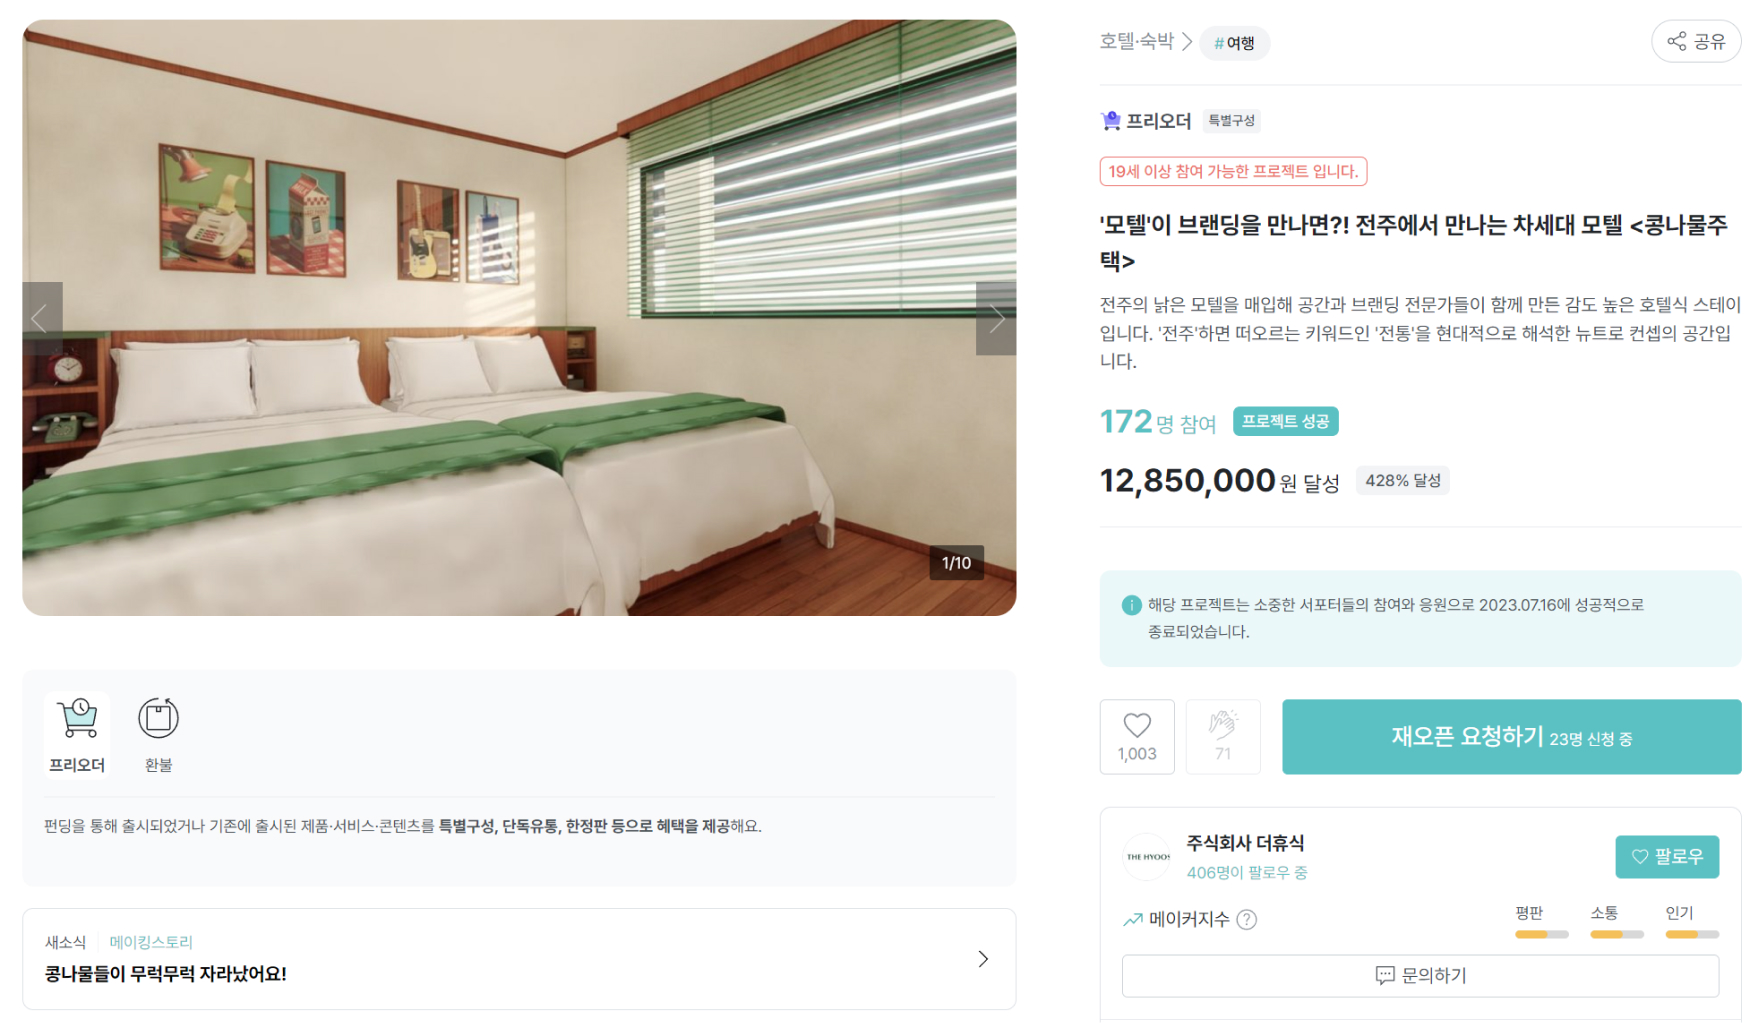 호텔·숙박
#여행
공유
프리오더
특별구성
19세 이상 참여 가능한 프로젝트 입니다.
'모텔'이 브랜딩을 만나면?! 전주에서 만나는 차세대 모텔 <콩나물주
택>
전주의 낡은 모텔을 매입해 공간과 브랜딩 전문가들이 함께 만든 감도 높은 호텔식 스테이
입니다. '전주'하면 떠오르는 키워드인 '전통'을 현대적으로 해석한 뉴트로 컨셉의 공간입
니다.
172명 참여
프로젝트 성공
12,850,000원 달성
428% 달성
해당 프로젝트는 소중한 서포터들의 참여와 응원으로 2023.07.16에 성공적으로
종료되었습니다.
1,003
71
재오픈 요청하기 23명 신청 중
THE HYOOS
주식회사 더휴식
406명이 팔로우 중
팔로우
메이커지수 ?
평판
소통
인기
문의하기
1/10
프리오더
환불
펀딩을 통해 출시되었거나 기존에 출시된 제품·서비스·콘텐츠를 특별구성, 단독유통, 한정판 등으로 혜택을 제공해요.
새소식
메이킹스토리
콩나물들이 무럭무럭 자라났어요!